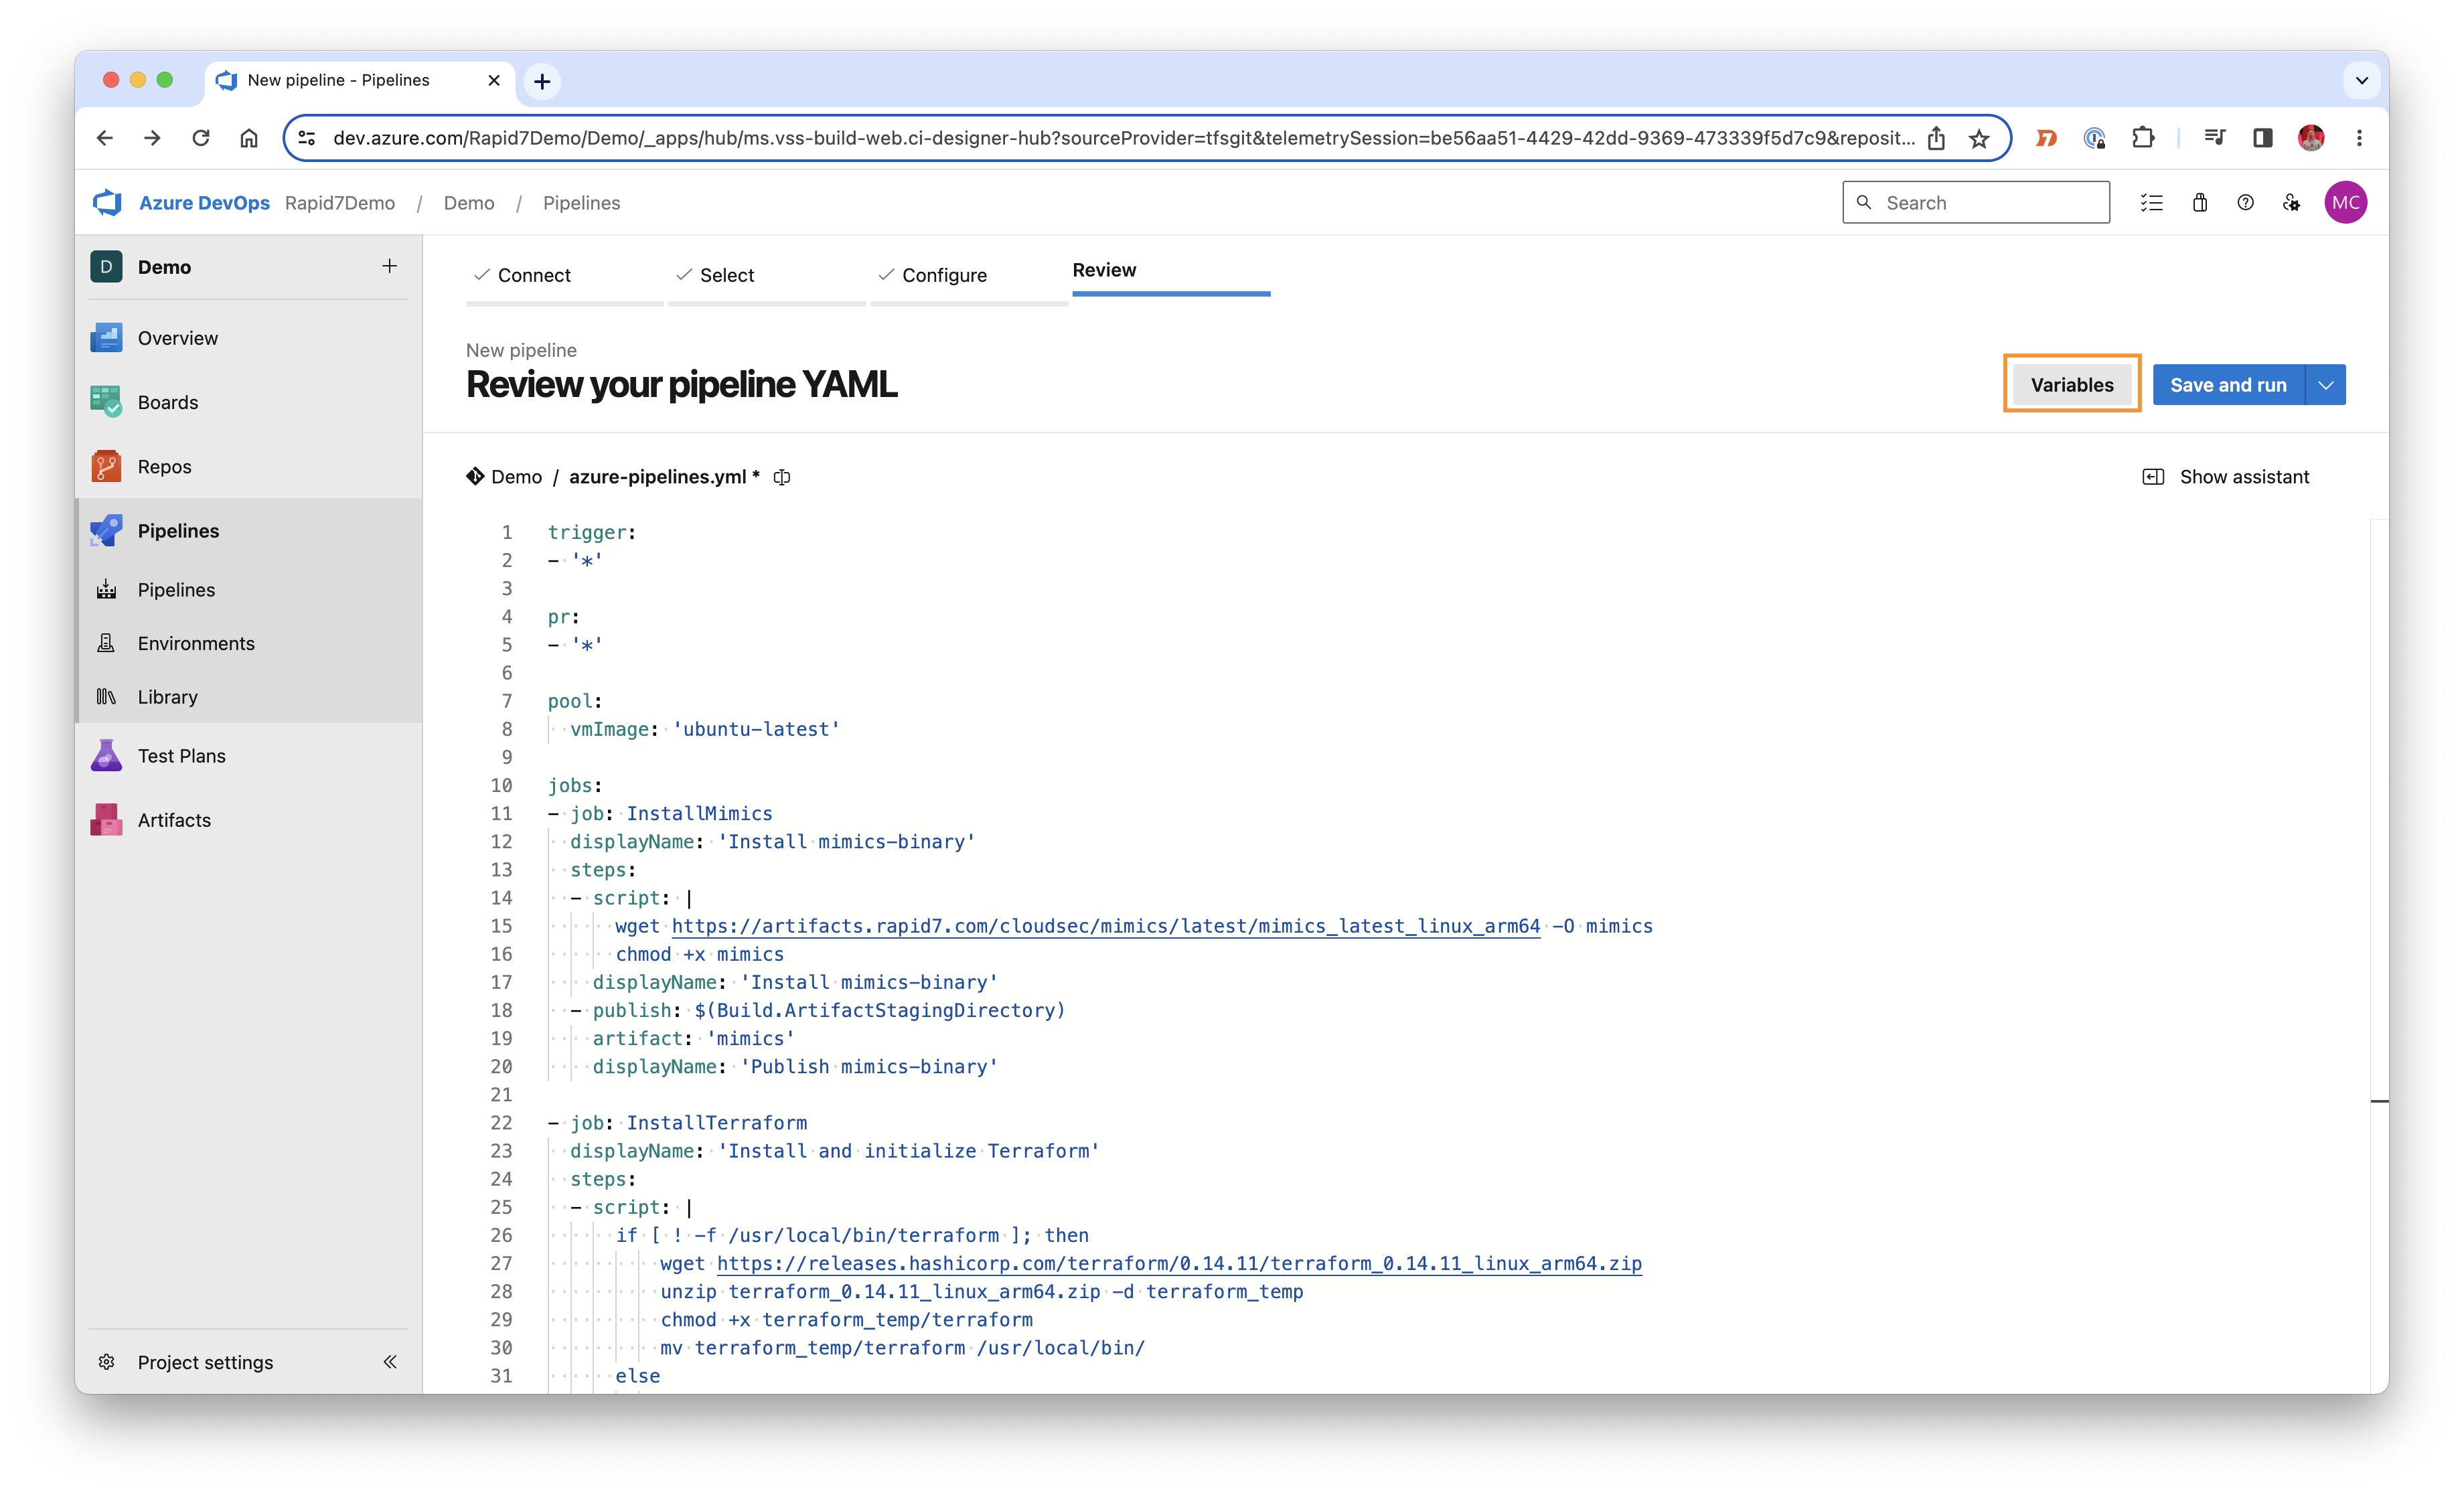 New pipeline - Pipelines
dev.azure.com/Rapid7Demo/Demo/_apps/hub/ms.vss-build-web.ci-designer-hub?sourceProvider=tfsgit&telemetrySession=be56aa51-4429-42dd-9369-473339f5d7c9&reposit...
Azure DevOps Rapid7Demo / Demo / Pipelines
Search
MC
D Demo
Overview
Boards
Repos
Pipelines
Pipelines
Environments
Library
Test Plans
Artifacts
Project settings
Connect Select Configure Review
New pipeline
Review your pipeline YAML
Variables
Save and run
Demo / azure-pipelines.yml *
Show assistant
1 trigger:
2 - '*'
3
4 pr:
5 - '*'
6
7 pool:
8   vmImage: 'ubuntu-latest'
9
10 jobs:
11 - job: InstallMimics
12   displayName: 'Install mimics-binary'
13   steps:
14   - script: |
15       wget https://artifacts.rapid7.com/cloudsec/mimics/latest/mimics_latest_linux_arm64 -O mimics
16       chmod +x mimics
17     displayName: 'Install mimics-binary'
18   - publish: $(Build.ArtifactStagingDirectory)
19     artifact: 'mimics'
20     displayName: 'Publish mimics-binary'
21
22 - job: InstallTerraform
23   displayName: 'Install and initialize Terraform'
24   steps:
25   - script: |
26       if [ ! -f /usr/local/bin/terraform ]; then
27           wget https://releases.hashicorp.com/terraform/0.14.11/terraform_0.14.11_linux_arm64.zip
28           unzip terraform_0.14.11_linux_arm64.zip -d terraform_temp
29           chmod +x terraform_temp/terraform
30           mv terraform_temp/terraform /usr/local/bin/
31       else